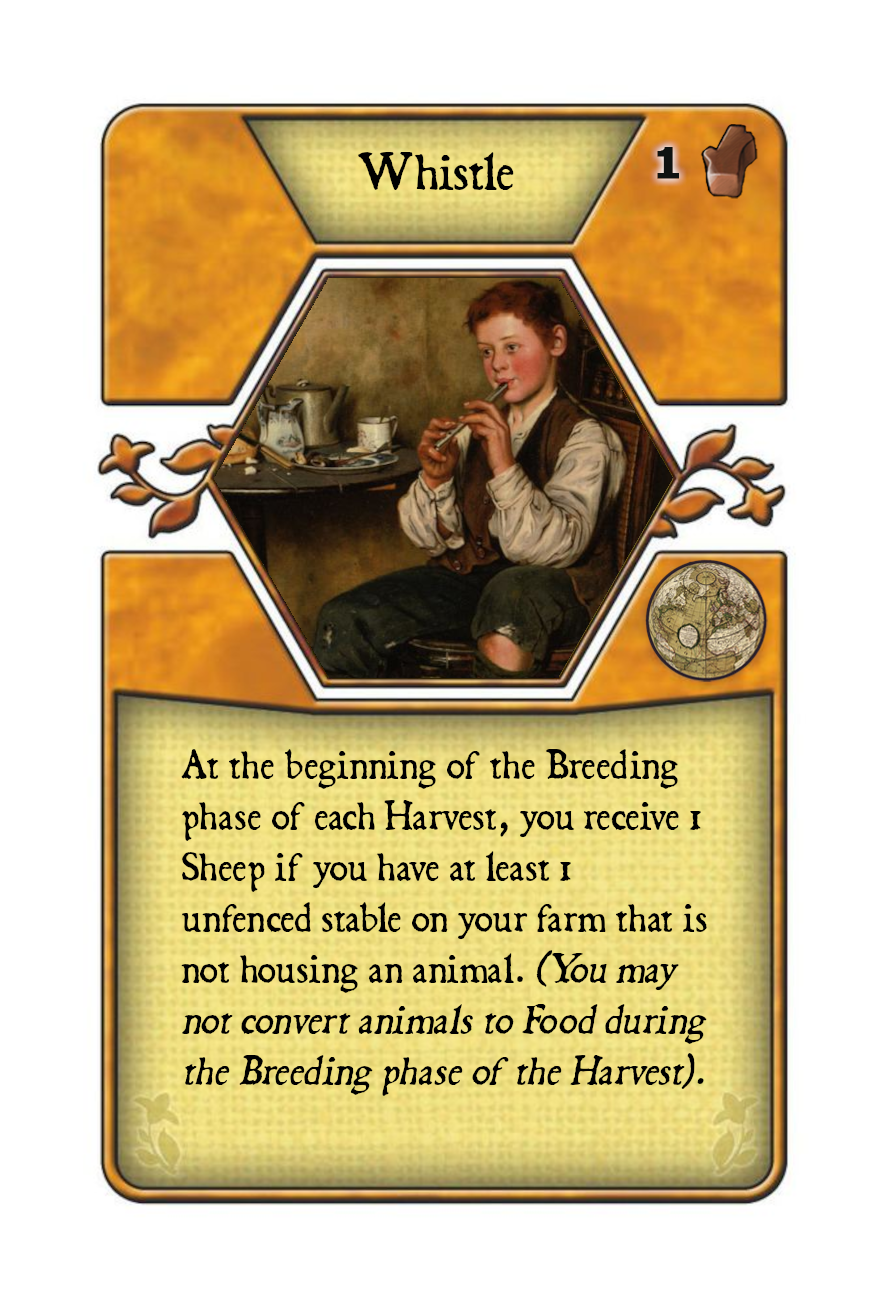 Whistle
1
At the beginning of the Breeding
phase of each Harvest, you receive 1
Sheep if you have at least 1
unfenced stable on your farm that is
not housing an animal. (You may
not convert animals to Food during
the Breeding phase of the Harvest).